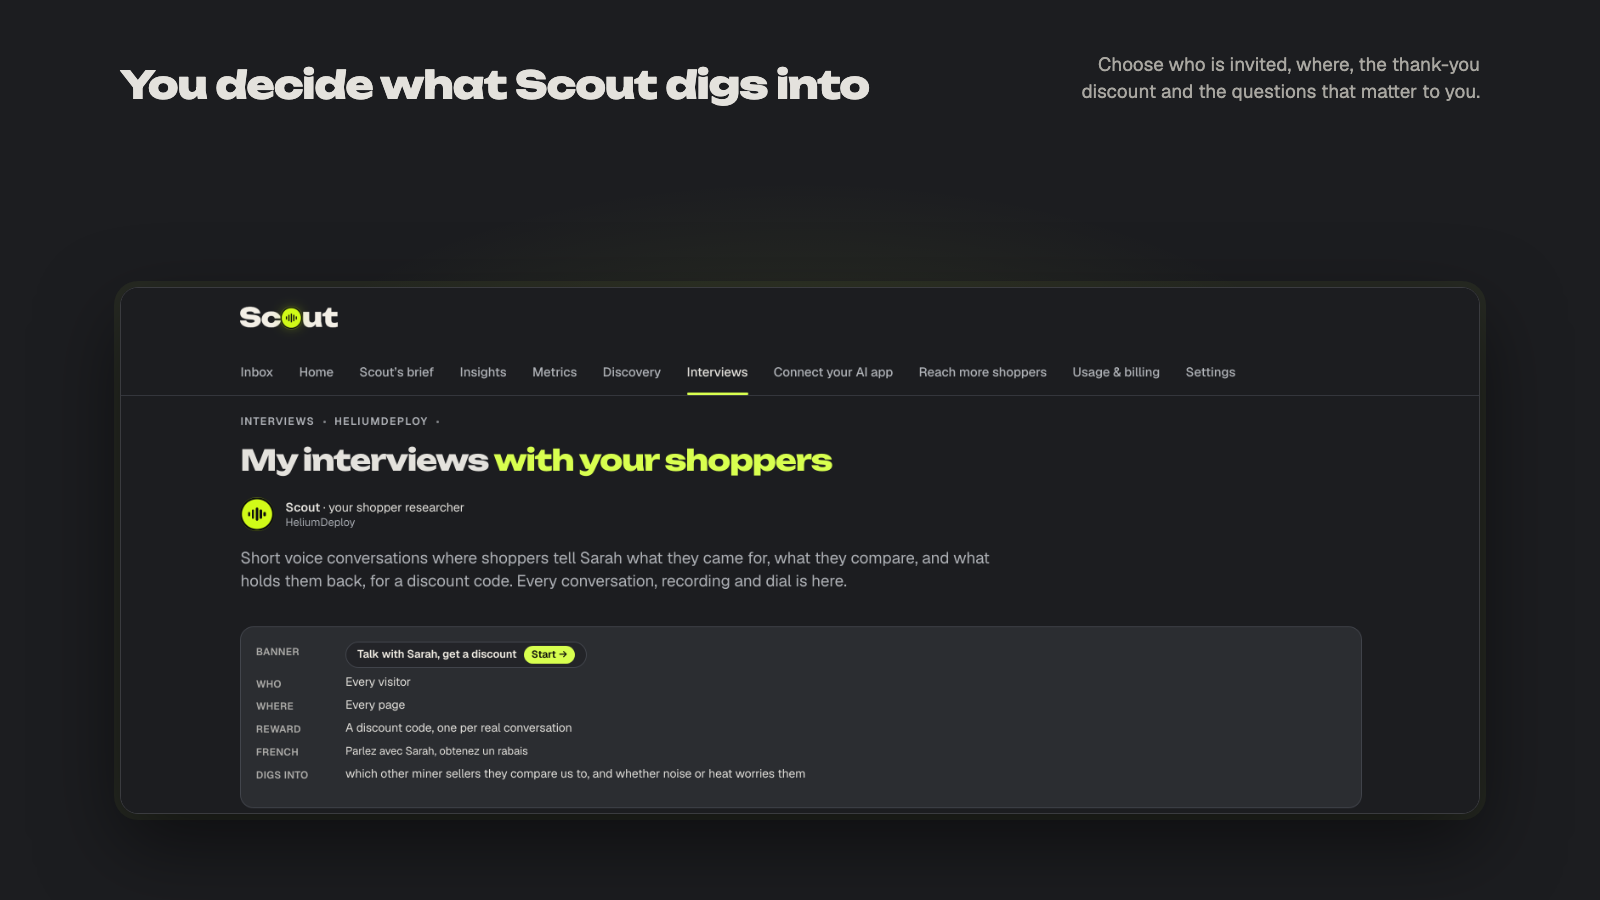 You decide what Scout digs into
Choose who is invited, where, the thank-you
discount and the questions that matter to you.
Scout
Inbox Home Scout's brief Insights Metrics Discovery Interviews Connect your AI app Reach more shoppers Usage & billing Settings
INTERVIEWS · HELIUMDEPLOY ·
My interviews with your shoppers
Scout · your shopper researcher
HeliumDeploy
Short voice conversations where shoppers tell Sarah what they came for, what they compare, and what
holds them back, for a discount code. Every conversation, recording and dial is here.
BANNER Talk with Sarah, get a discount Start →
WHO Every visitor
WHERE Every page
REWARD A discount code, one per real conversation
FRENCH Parlez avec Sarah, obtenez un rabais
DIGS INTO which other miner sellers they compare us to, and whether noise or heat worries them